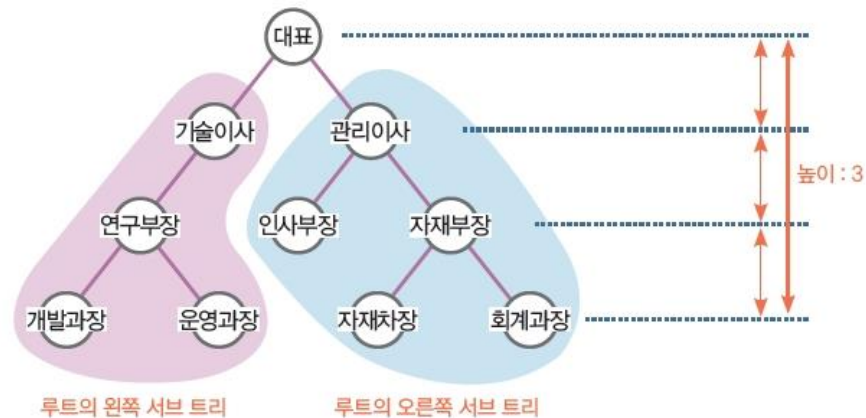 대표
기술이사
관리이사
높이 : 3
연구부장
인사부장
자재부장
개발과장
운영과장
자재차장
회계과장
루트의 왼쪽 서브 트리
루트의 오른쪽 서브 트리